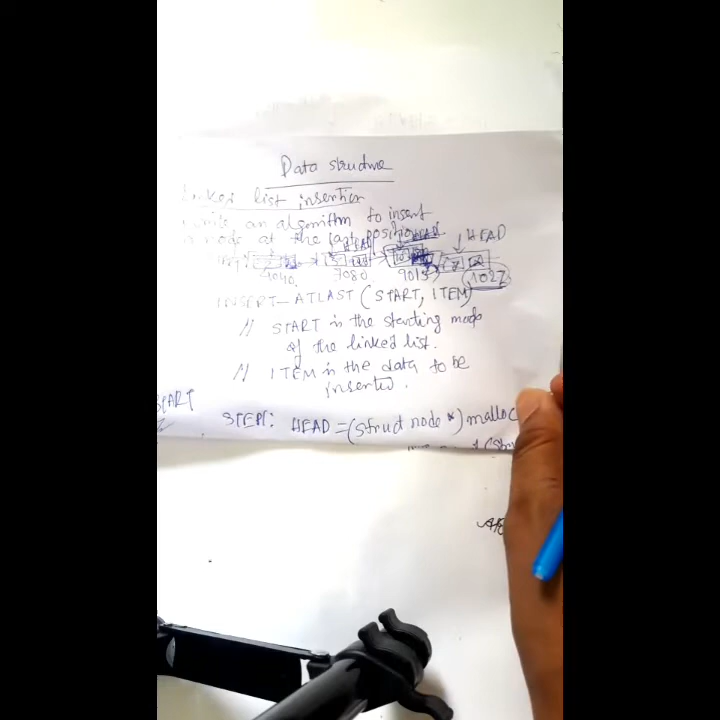 Data structure
Linked list insertion
write an algorithm to insert
node at the last position.
HEAD HEAD
7080 9015 1027
INSERT-ATLAST (START, ITEM)
// START is the starting node
of the linked list.
// ITEM is the data to be
inserted.
START
STEP1: HEAD=(struct node *) malloc